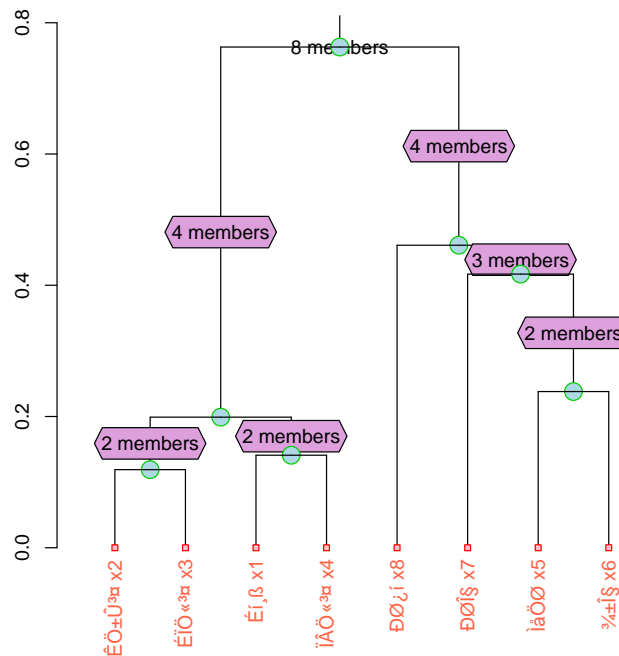 0.8
8 members
4 members
0.6
4 members
3 members
0.4
2 members
0.2
2 members
2 members
0.0
ÊÖ±Û³¤ x2
ÉÏÖ«³¤ x3
Éí¸ß x1
ÏÂÖ«³¤ x4
ÐØ¿í x8
ÐØÎ§ x7
ÌåÖØ x5
¾±Î§ x6